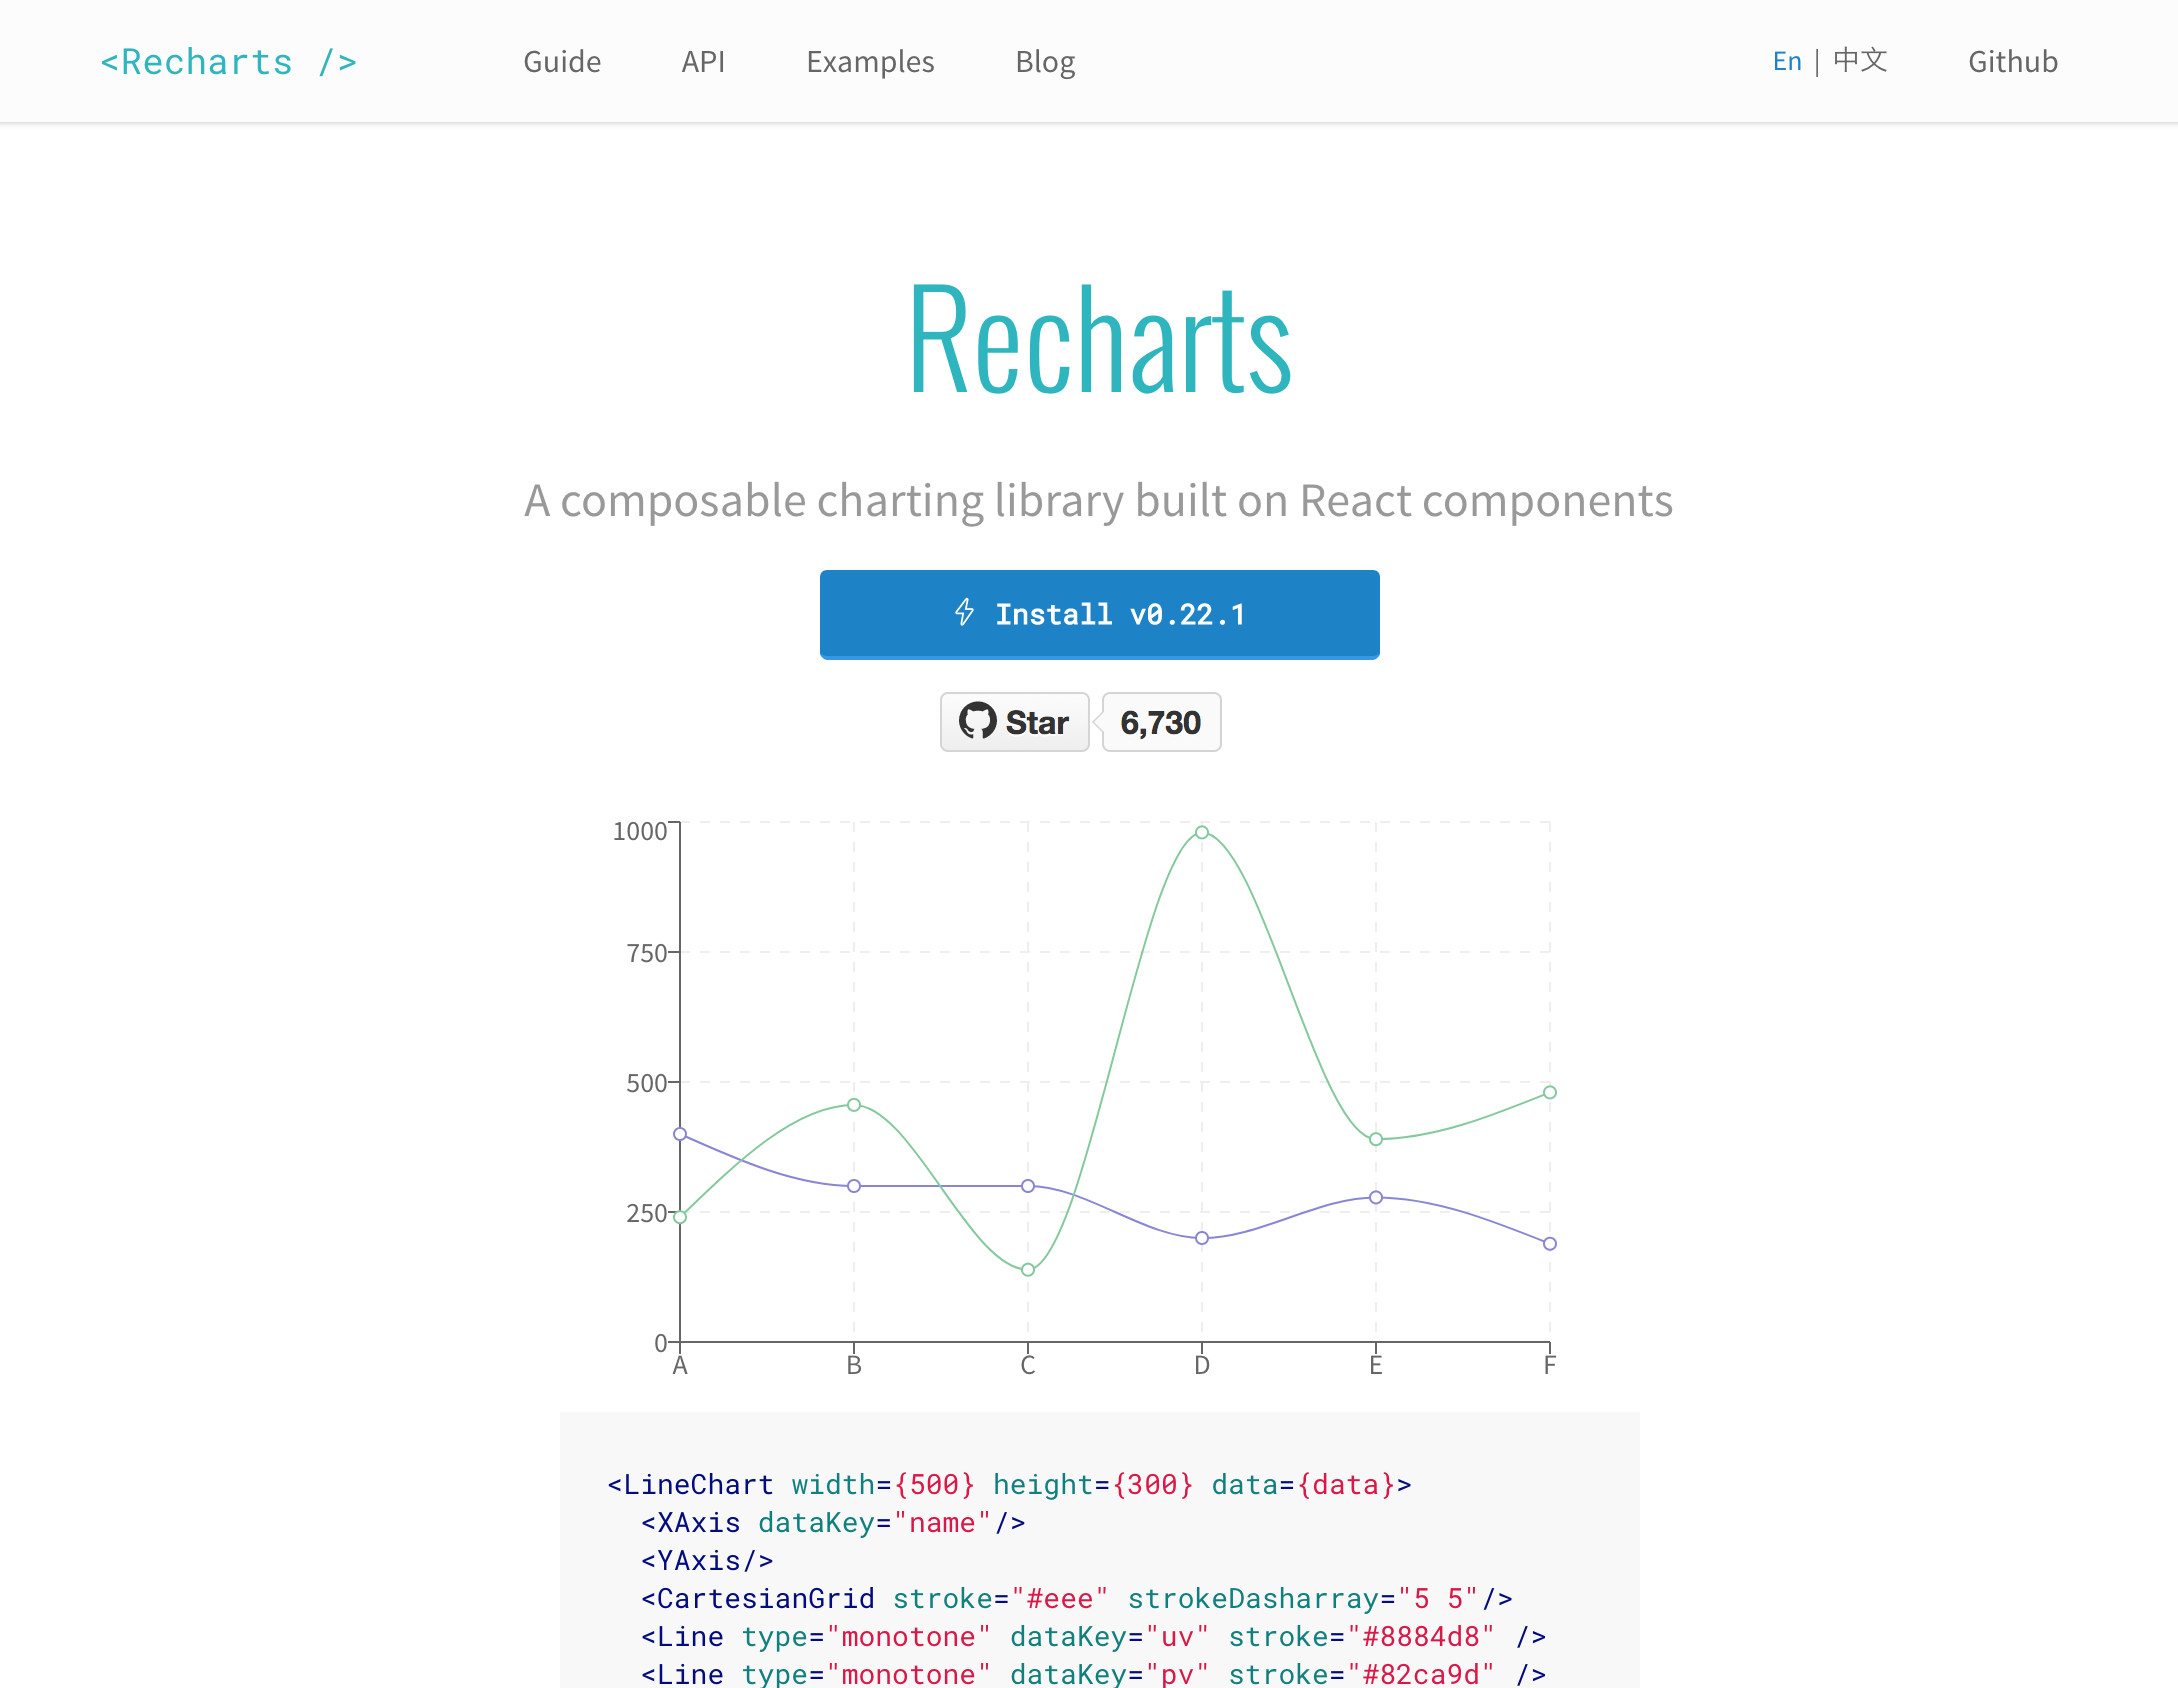 <Recharts /> Guide API Examples Blog En | 中文 Github
Recharts
A composable charting library built on React components
Install v0.22.1
Star 6,730
1000
750
500
250
0
A B C D E F
<LineChart width={500} height={300} data={data}>
<XAxis dataKey="name"/>
<YAxis/>
<CartesianGrid stroke="#eee" strokeDasharray="5 5"/>
<Line type="monotone" dataKey="uv" stroke="#8884d8" />
<Line type="monotone" dataKey="pv" stroke="#82ca9d" />